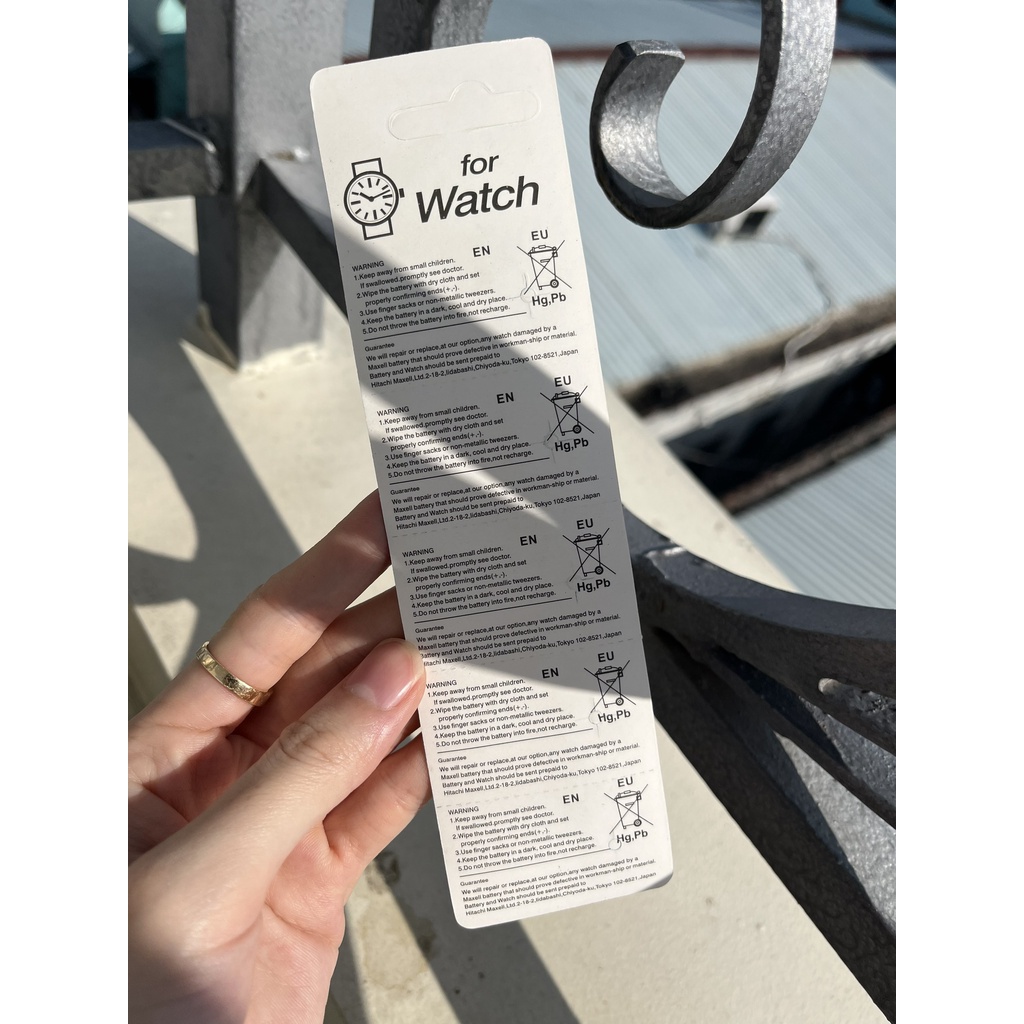 for
Watch
EN
EU
WARNING
1.Keep away from small children.
If swallowed.promptly see doctor.
2.Wipe the battery with dry cloth and set
properly confirming ends(+,-).
3.Use finger sacks or non-metallic tweezers.
4.Keep the battery in a dark, cool and dry place.
5.Do not throw the battery into fire,not recharge.
Hg,Pb
Guarantee
We will repair or replace,at our option,any watch damaged by a
Maxell battery that should prove defective in workman-ship or material.
Battery and Watch should be sent prepaid to
Hitachi Maxell,Ltd.2-18-2,Iidabashi,Chiyoda-ku,Tokyo 102-8521,Japan
EN
EU
WARNING
1.Keep away from small children.
If swallowed.promptly see doctor.
2.Wipe the battery with dry cloth and set
properly confirming ends(+,-).
3.Use finger sacks or non-metallic tweezers.
4.Keep the battery in a dark, cool and dry place.
5.Do not throw the battery into fire,not recharge.
Hg,Pb
Guarantee
We will repair or replace,at our option,any watch damaged by a
Maxell battery that should prove defective in workman-ship or material.
Battery and Watch should be sent prepaid to
Hitachi Maxell,Ltd.2-18-2,Iidabashi,Chiyoda-ku,Tokyo 102-8521,Japan
EN
EU
WARNING
1.Keep away from small children.
If swallowed.promptly see doctor.
2.Wipe the battery with dry cloth and set
properly confirming ends(+,-).
3.Use finger sacks or non-metallic tweezers.
4.Keep the battery in a dark, cool and dry place.
5.Do not throw the battery into fire,not recharge.
Hg,Pb
Guarantee
We will repair or replace,at our option,any watch damaged by a
Maxell battery that should prove defective in workman-ship or material.
Battery and Watch should be sent prepaid to
Hitachi Maxell,Ltd.2-18-2,Iidabashi,Chiyoda-ku,Tokyo 102-8521,Japan
EN
EU
WARNING
1.Keep away from small children.
If swallowed.promptly see doctor.
2.Wipe the battery with dry cloth and set
properly confirming ends(+,-).
3.Use finger sacks or non-metallic tweezers.
4.Keep the battery in a dark, cool and dry place.
5.Do not throw the battery into fire,not recharge.
Hg,Pb
Guarantee
We will repair or replace,at our option,any watch damaged by a
Maxell battery that should prove defective in workman-ship or material.
Battery and Watch should be sent prepaid to
Hitachi Maxell,Ltd.2-18-2,Iidabashi,Chiyoda-ku,Tokyo 102-8521,Japan
EN
EU
WARNING
1.Keep away from small children.
If swallowed.promptly see doctor.
2.Wipe the battery with dry cloth and set
properly confirming ends(+,-).
3.Use finger sacks or non-metallic tweezers.
4.Keep the battery in a dark, cool and dry place.
5.Do not throw the battery into fire,not recharge.
Hg,Pb
Guarantee
We will repair or replace,at our option,any watch damaged by a
Maxell battery that should prove defective in workman-ship or material.
Battery and Watch should be sent prepaid to
Hitachi Maxell,Ltd.2-18-2,Iidabashi,Chiyoda-ku,Tokyo 102-8521,Japan